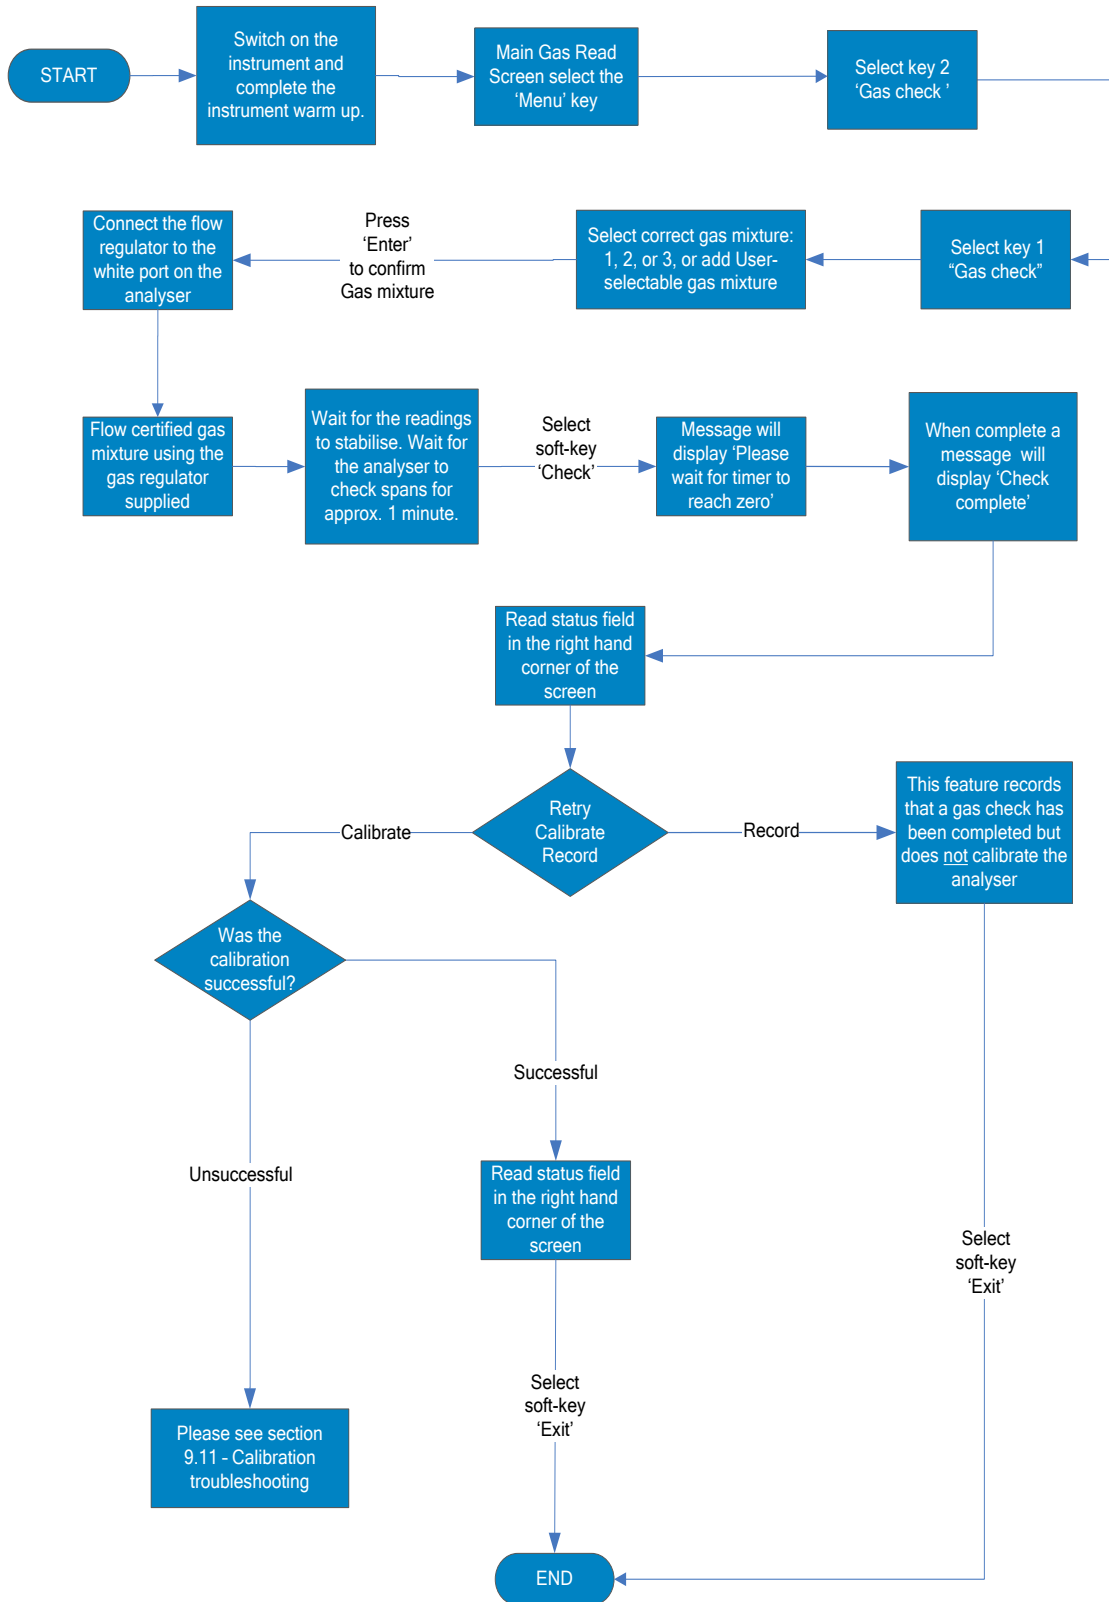 START
Switch on the
instrument and
complete the
instrument warm up.
Main Gas Read
Screen select the
‘Menu’ key
Select key 2
‘Gas check ’
Select key 1
“Gas check”
Select correct gas mixture:
1, 2, or 3, or add User-
selectable gas mixture
Press
‘Enter’
to confirm
Gas mixture
Connect the flow
regulator to the
white port on the
analyser
Flow certified gas
mixture using the
gas regulator
supplied
Wait for the readings
to stabilise. Wait for
the analyser to
check spans for
approx. 1 minute.
Select
soft-key
‘Check’
Message will
display ‘Please
wait for timer to
reach zero’
When complete a
message will
display ‘Check
complete’
Read status field
in the right hand
corner of the
screen
Retry
Calibrate
Record
Calibrate
Record
This feature records
that a gas check has
been completed but
does not calibrate the
analyser
Was the
calibration
successful?
Successful
Unsuccessful
Read status field
in the right hand
corner of the
screen
Select
soft-key
‘Exit’
Select
soft-key
‘Exit’
Please see section
9.11 - Calibration
troubleshooting
END